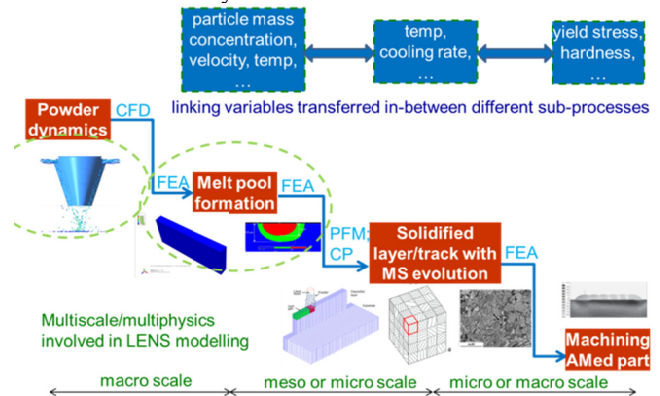 particle mass
concentration,
velocity, temp,
...
temp,
cooling rate,
...
yield stress,
hardness,
...
linking variables transferred in-between different sub-processes
Powder
dynamics
CFD
FEA
Melt pool
formation
FEA
PFM;
CP
Solidified
layer/track with
MS evolution
FEA
Machining
AMed part
Multiscale/multiphysics
involved in LENS modelling
macro scale
meso or micro scale
micro or macro scale